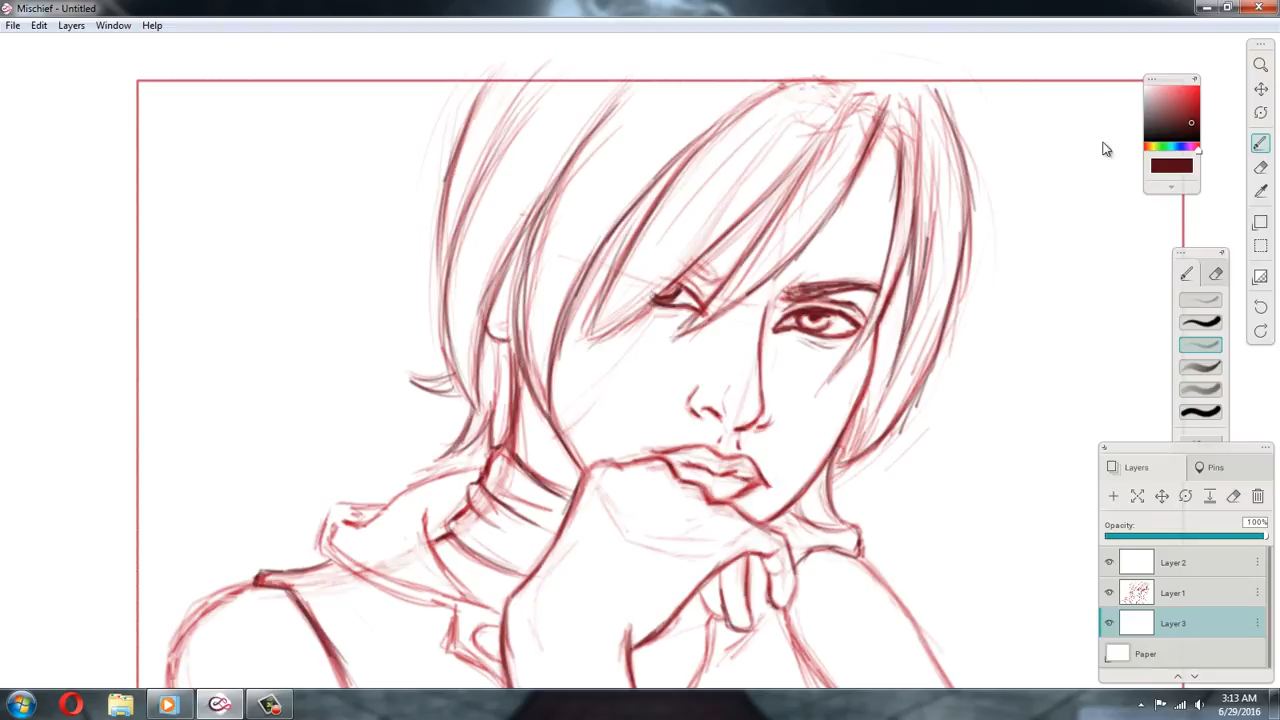 Mischief - Untitled
File Edit Layers Window Help
Layers Pins
Opacity: 100%
Layer 2
Layer 1
Layer 3
Paper
3:13 AM
6/29/2016